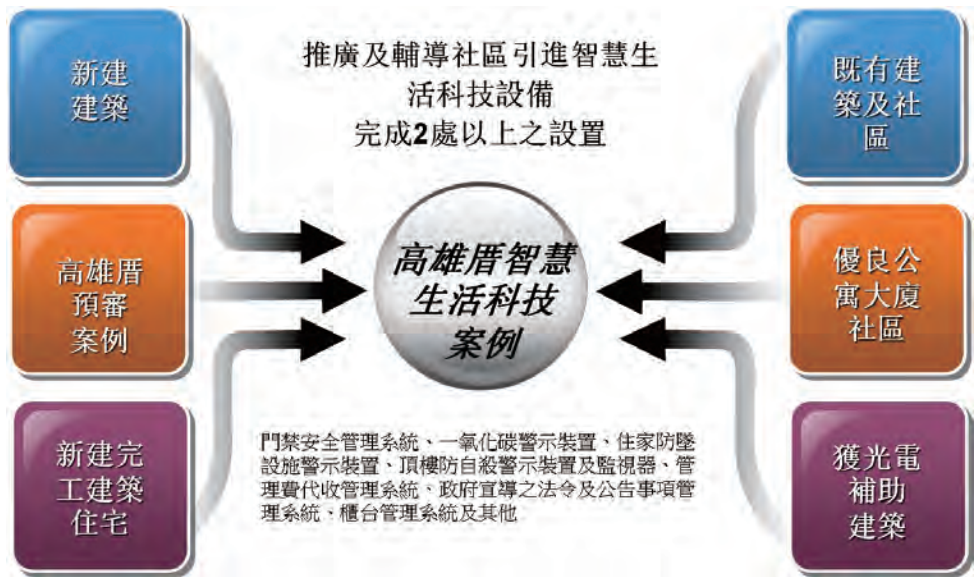 推廣及輔導社區引進智慧生
活科技設備
完成2處以上之設置
新建
建築
高雄厝
預審
案例
新建完
工建築
住宅
高雄厝智慧
生活科技
案例
既有建
築及社
區
優良公
寓大廈
社區
獲光電
補助
建築
門禁安全管理系統、一氧化碳警示裝置、住家防墜
設施警示裝置、頂樓防自殺警示裝置及監視器、管
理費代收管理系統、政府宣導之法令及公告事項管
理系統、櫃台管理系統及其他